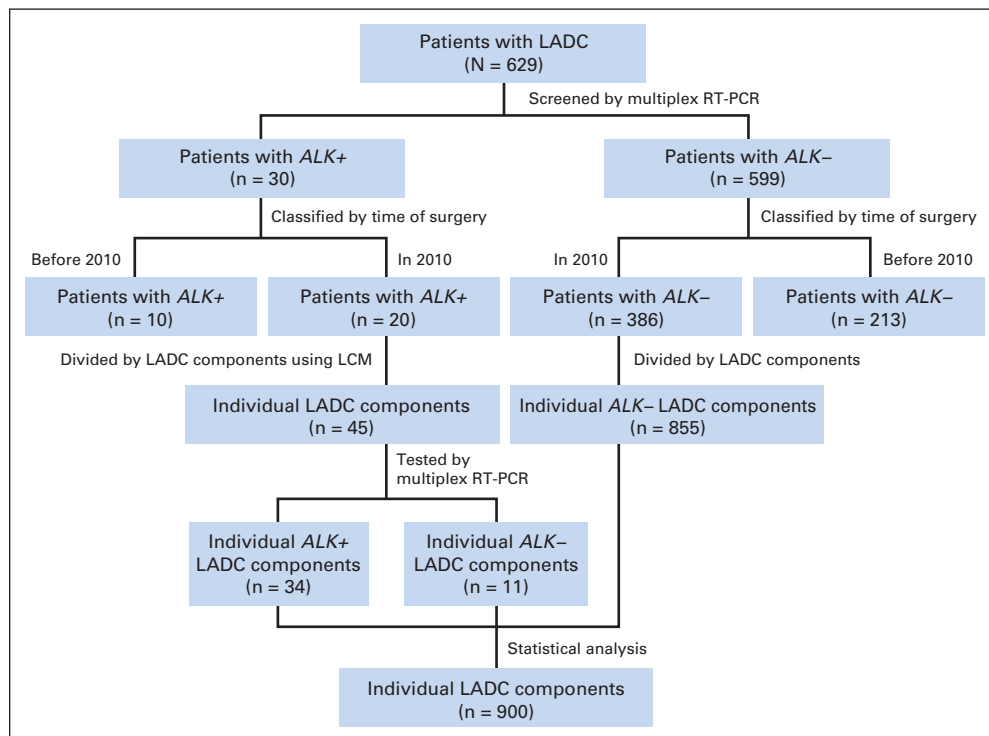 Patients with LADC
(N = 629)
Screened by multiplex RT-PCR
Patients with ALK+
(n = 30)
Patients with ALK−
(n = 599)
Classified by time of surgery
Classified by time of surgery
Before 2010
In 2010
In 2010
Before 2010
Patients with ALK+
(n = 10)
Patients with ALK+
(n = 20)
Patients with ALK−
(n = 386)
Patients with ALK−
(n = 213)
Divided by LADC components using LCM
Divided by LADC components
Individual LADC components
(n = 45)
Individual ALK− LADC components
(n = 855)
Tested by
multiplex RT-PCR
Individual ALK+
LADC components
(n = 34)
Individual ALK−
LADC components
(n = 11)
Statistical analysis
Individual LADC components
(n = 900)